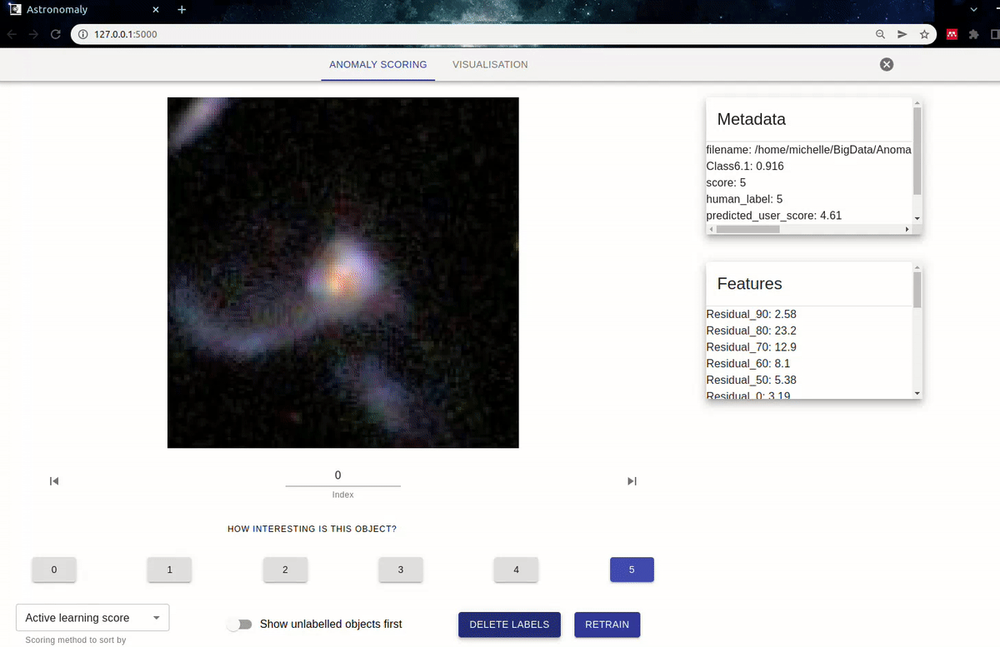 Astronomaly
127.0.0.1:5000
ANOMALY SCORING
VISUALISATION
Metadata
filename: /home/michelle/BigData/Anoma
Class6.1: 0.916
score: 5
human_label: 5
predicted_user_score: 4.61
Features
Residual_90: 2.58
Residual_80: 23.2
Residual_70: 12.9
Residual_60: 8.1
Residual_50: 5.38
Residual_0: 3.19
0
Index
HOW INTERESTING IS THIS OBJECT?
0 1 2 3 4 5
Active learning score
Scoring method to sort by
Show unlabelled objects first
DELETE LABELS
RETRAIN